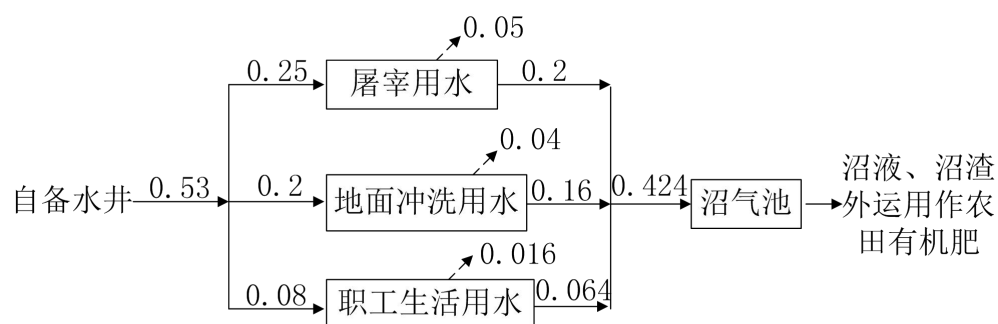 0.05
0.25
屠宰用水
0.2
0.04
自备水井
0.53
0.2
地面冲洗用水
0.16
0.424
沼气池
沼液、沼渣
外运用作农
田有机肥
0.016
0.08
职工生活用水
0.064